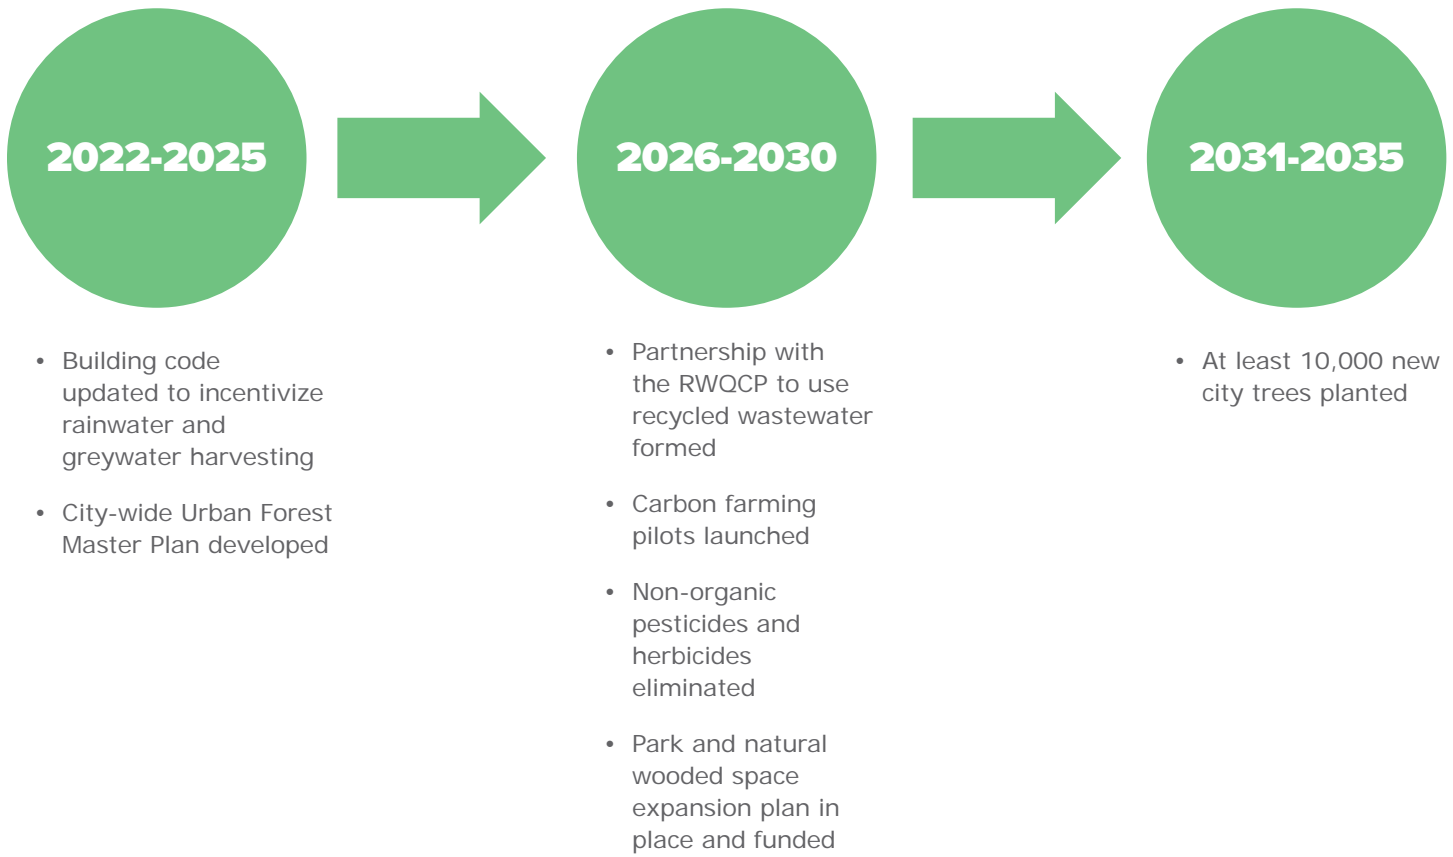 2022-2025
2026-2030
2031-2035
• Building code
updated to incentivize
rainwater and
greywater harvesting
• City-wide Urban Forest
Master Plan developed
• Partnership with
the RWQCP to use
recycled wastewater
formed
• Carbon farming
pilots launched
• Non-organic
pesticides and
herbicides
eliminated
• Park and natural
wooded space
expansion plan in
place and funded
• At least 10,000 new
city trees planted